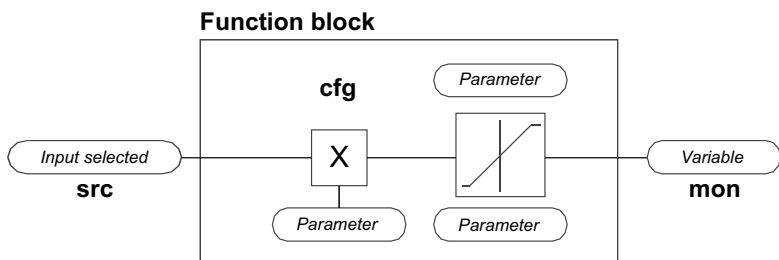 Function block
cfg
Parameter
Input selected
X
Variable
src
mon
Parameter
Parameter